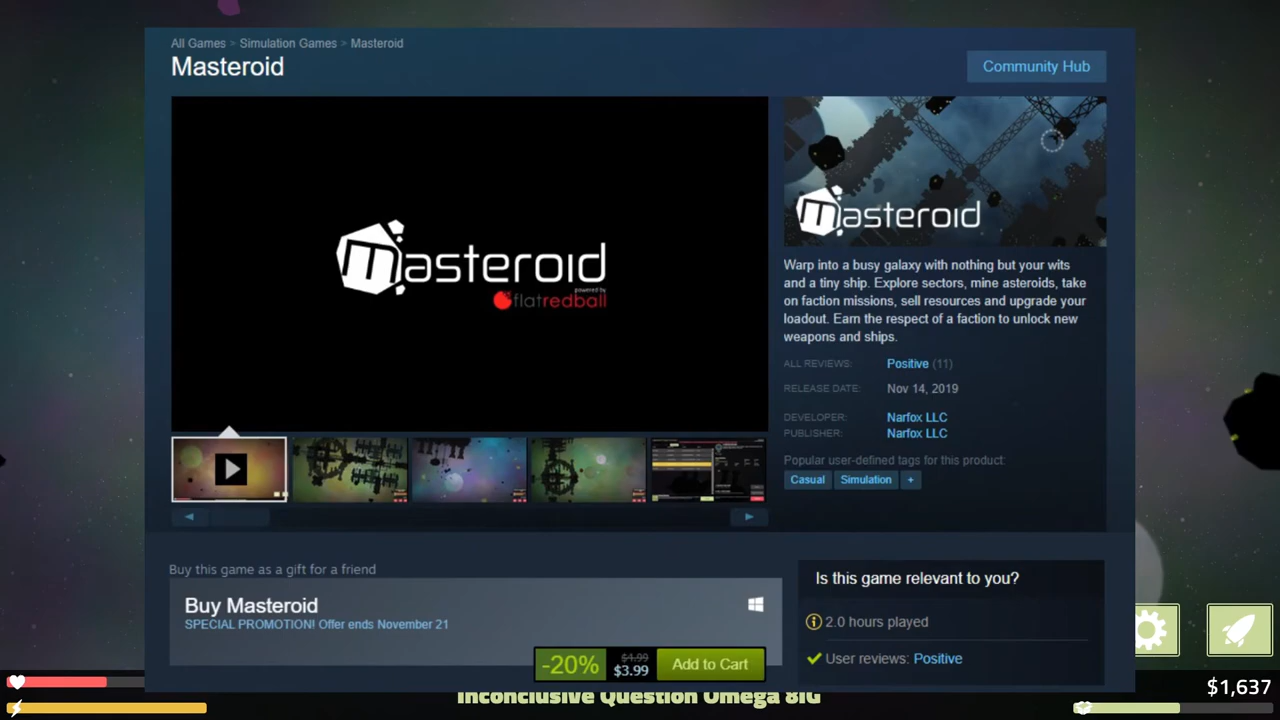 All Games > Simulation Games > Masteroid
Masteroid
Community Hub
masteroid
powered by
flatredball
masteroid
Warp into a busy galaxy with nothing but your wits
and a tiny ship. Explore sectors, mine asteroids, take
on faction missions, sell resources and upgrade your
loadout. Earn the respect of a faction to unlock new
weapons and ships.
ALL REVIEWS: Positive (11)
RELEASE DATE: Nov 14, 2019
DEVELOPER: Narfox LLC
PUBLISHER: Narfox LLC
Popular user-defined tags for this product:
Casual Simulation +
Buy this game as a gift for a friend
Buy Masteroid
SPECIAL PROMOTION! Offer ends November 21
-20% $4.99 $3.99 Add to Cart
Is this game relevant to you?
2.0 hours played
User reviews: Positive
$1,637
Inconclusive Question Omega 8IG